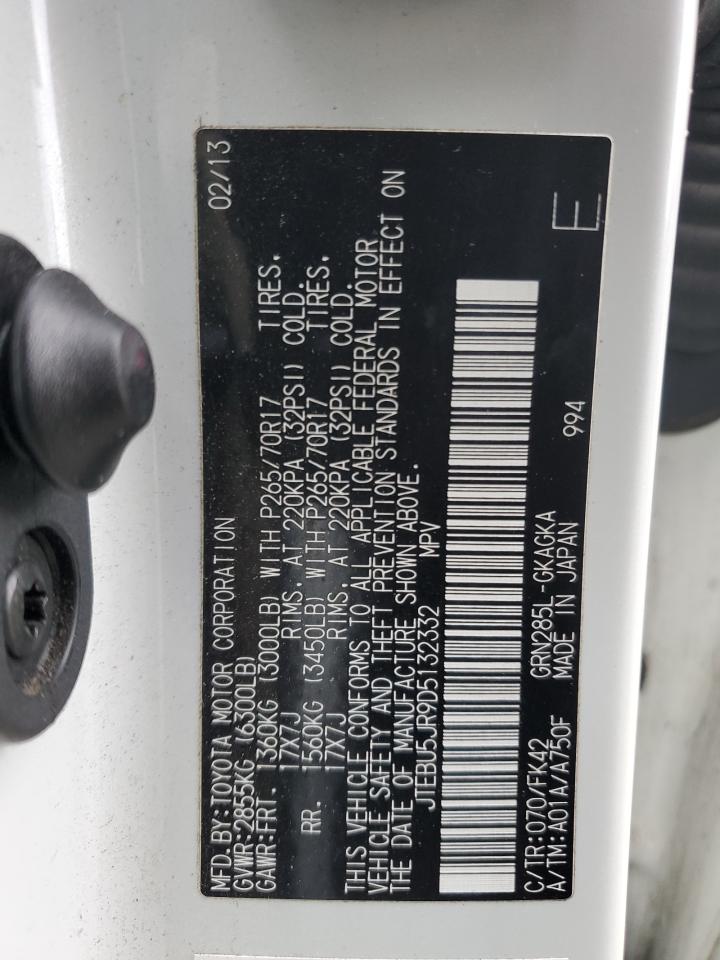 MFD.BY:TOYOTA MOTOR CORPORATION 02/13
GVWR:2855KG (6300LB)
GAWR:FRT. 1360KG (3000LB) WITH P265/70R17 TIRES.
17X7J RIMS, AT 220KPA (32PSI) COLD.
RR. 1560KG (3450LB) WITH P265/70R17 TIRES.
17X7J RIMS, AT 220KPA (32PSI) COLD.
THIS VEHICLE CONFORMS TO ALL APPLICABLE FEDERAL MOTOR
VEHICLE SAFETY AND THEFT PREVENTION STANDARDS IN EFFECT ON
THE DATE OF MANUFACTURE SHOWN ABOVE.
JTEBU5JR9D5132332 MPV
C/TR:070/FK42 GRN285L-GKAGKA 994
A/TM:A01A/A750F MADE IN JAPAN E